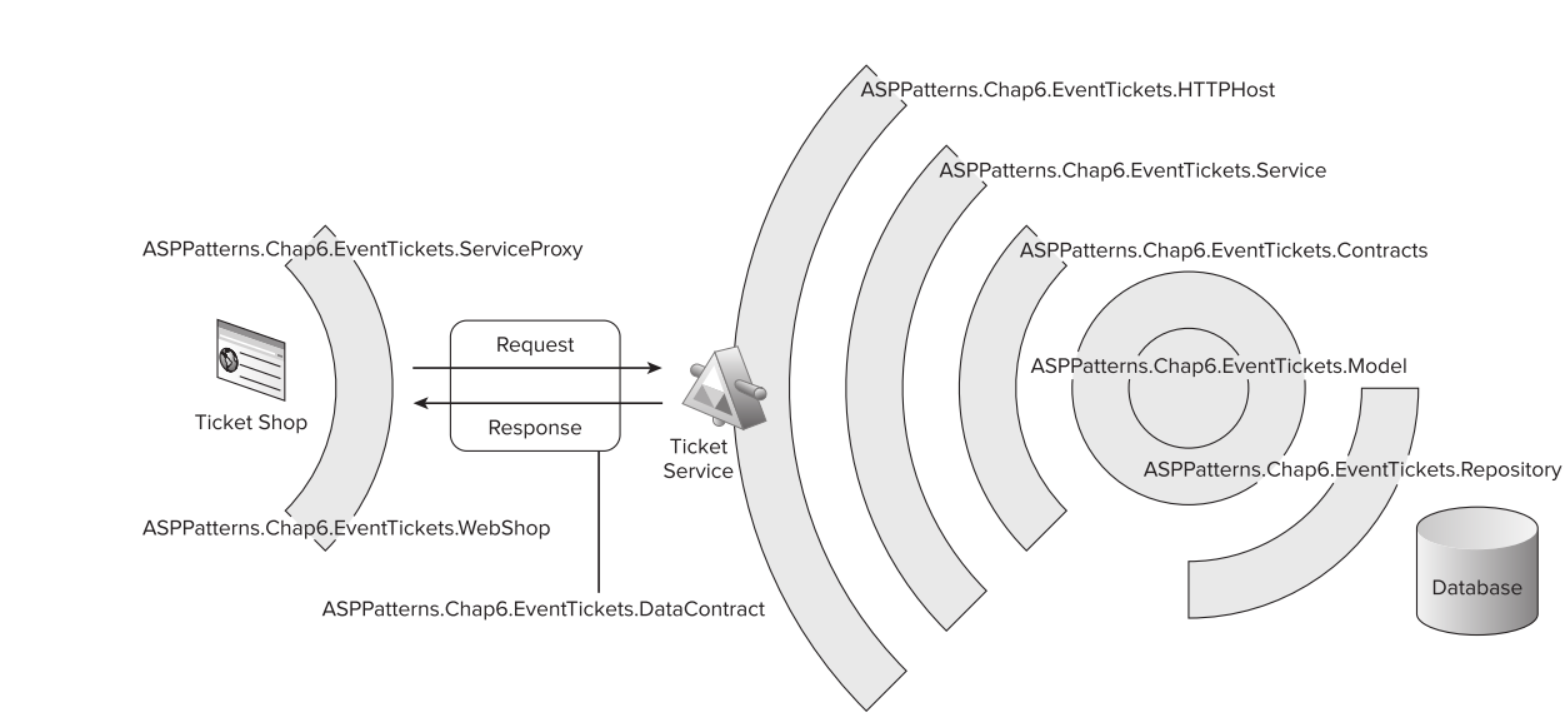 ASPPatterns.Chap6.EventTickets.HTTPHost
ASPPatterns.Chap6.EventTickets.Service
ASPPatterns.Chap6.EventTickets.ServiceProxy
ASPPatterns.Chap6.EventTickets.Contracts
Request
ASPPatterns.Chap6.EventTickets.Model
Ticket Shop
Response
Ticket
Service
ASPPatterns.Chap6.EventTickets.Repository
ASPPatterns.Chap6.EventTickets.WebShop
Database
ASPPatterns.Chap6.EventTickets.DataContract